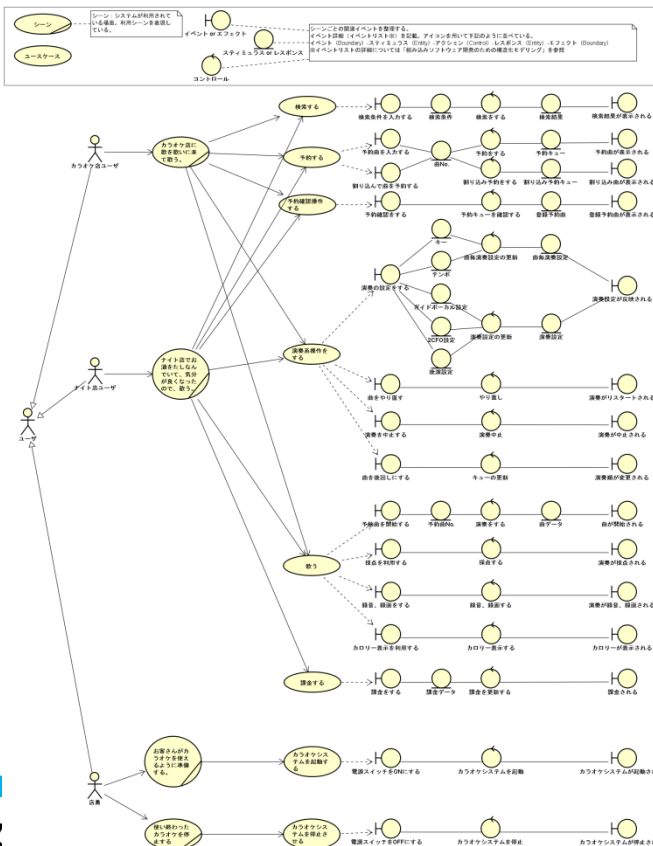 シーン
シーン：システムが利用されて
いる場面。利用シーンを意識し
ている。
ユースケース
イベント or エフェクト
スティミュラス or レスポンス
コントロール
シーンごとの関連イベントを整理する。
イベント詳細（イベントリスト※）を記載。アイコンを用いて下記のように並べている。
イベント（Boundary）-スティミュラス（Entity）-アクション（Control）-レスポンス（Entity）-エフェクト（Boundary）
※イベントリストの詳細については「組み込みソフトウェア開発のための構造化モデリング」を参照
検索する
検索条件を入力する
検索条件
検索をする
検索結果
検索結果が表示される
カラオケ店ユーザ
カラオケ店に
歌を歌いに来
て歌う。
予約する
予約曲を入力する
曲No.
予約をする
予約キュー
予約曲が表示される
割り込んで曲を予約する
割り込み予約をする
割り込み予約キュー
割り込み曲が表示される
予約確認操作
する
予約確認をする
予約キューを確認する
登録予約曲
登録予約曲が表示される
キー
テンポ
曲毎演奏設定の更新
曲毎演奏設定
演奏の設定をする
ガイドボーカル設定
演奏設定が反映される
2CFO設定
演奏設定の更新
演奏設定
後演設定
ナイト店ユーザ
ナイト店でお
酒をたしなん
でいて、気分
が良くなった
ので、歌う。
演奏系操作を
する
曲をやり直す
やり直し
演奏がリスタートされる
ユーザ
演奏を中止する
演奏中止
演奏が中止される
曲を後回しにする
キューの更新
演奏順が変更される
歌う
予約曲を開始する
予約曲No.
演奏をする
曲データ
曲が開始される
採点を利用する
採点する
演奏が採点される
録音、録画をする
録音、録画する
演奏が録音、録画される
カロリー表示を利用する
カロリー表示する
カロリーが表示される
課金する
課金をする
課金データ
課金を更新する
課金される
店員
お客さんがカ
ラオケを使え
るように準備
する。
カラオケシス
テムを起動す
る
電源スイッチをONにする
カラオケシステムを起動
カラオケシステムが起動さ
使い終わった
カラオケを停
止する
カラオケシス
テムを停止さ
せる
電源スイッチをOFFにする
カラオケシステムを停止
カラオケシステムが停止さ